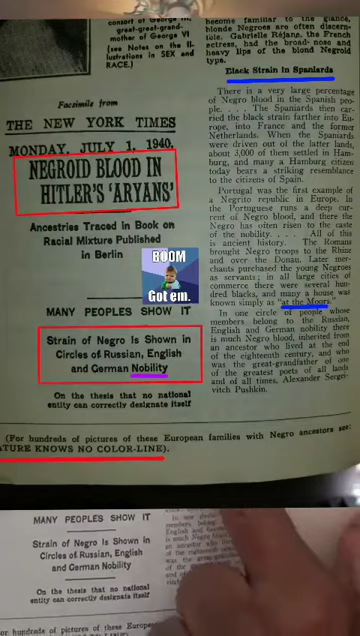 consort of George III,
great-great-grand-
mother of George VI
(see Notes on the Il-
lustrations in SEX and
RACE.)
Facsimile from
THE NEW YORK TIMES
MONDAY, JULY 1, 1940.
NEGROID BLOOD IN
HITLER'S 'ARYANS'
Ancestries Traced in Book on
Racial Mixture Published
in Berlin
BOOM
Got em.
MANY PEOPLES SHOW IT
Strain of Negro Is Shown in
Circles of Russian, English
and German Nobility
On the thesis that no national
entity can correctly designate itself
become familiar to the glance,
blonde Negroes are often discern-
ible. Gabrielle Réjane, the French
actress, had the broad nose and
heavy lips of the blond Negroid
type.
Black Strain in Spaniards
There is a very large percentage
of Negro blood in the Spanish peo-
ple. . . . The Spaniards then car-
ried the black strain farther into Eu-
rope, into France and the former
Netherlands. When the Spaniards
were driven out of the latter lands,
about 3,000 of them settled in Ham-
burg, and many a Hamburg citizen
today bears a striking resemblance
to the citizens of Spain.
Portugal was the first example of
a Negrito republic in Europe. In
the Portuguese runs a deep cur-
rent of Negro blood, and there the
Negro has often risen to the caste
of the nobility. . . . All of this
is ancient history. The Romans
brought Negro troops to the Rhine
and over the Donau. Later mer-
chants purchased the young Negroes
as servants; in all large cities of
commerce there were several hun-
dred blacks, and many a house was
known simply as "at the Moors."
In one circle of people whose
members belong to the Russian,
English and German nobility there
is much Negro blood, inherited from
an ancestor who lived at the end
of the eighteenth century, and who
was the great-grandfather of one
of the greatest poets of all lands
and of all times, Alexander Sergei-
vitch Pushkin.
(For hundreds of pictures of these European families with Negro ancestors see:
ATURE KNOWS NO COLOR-LINE).
MANY PEOPLES SHOW IT
Strain of Negro Is Shown in
Circles of Russian, English
and German Nobility
On the thesis that no national
entity can correctly designate itself
or hundreds of pictures of these Europe